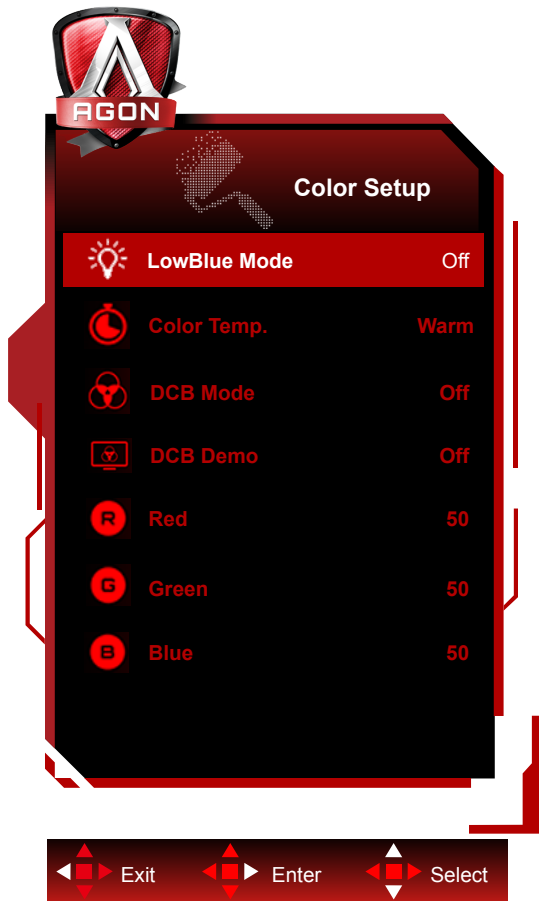 AGON
Color Setup
LowBlue Mode Off
Color Temp. Warm
DCB Mode Off
DCB Demo Off
R Red 50
G Green 50
B Blue 50
Exit Enter Select